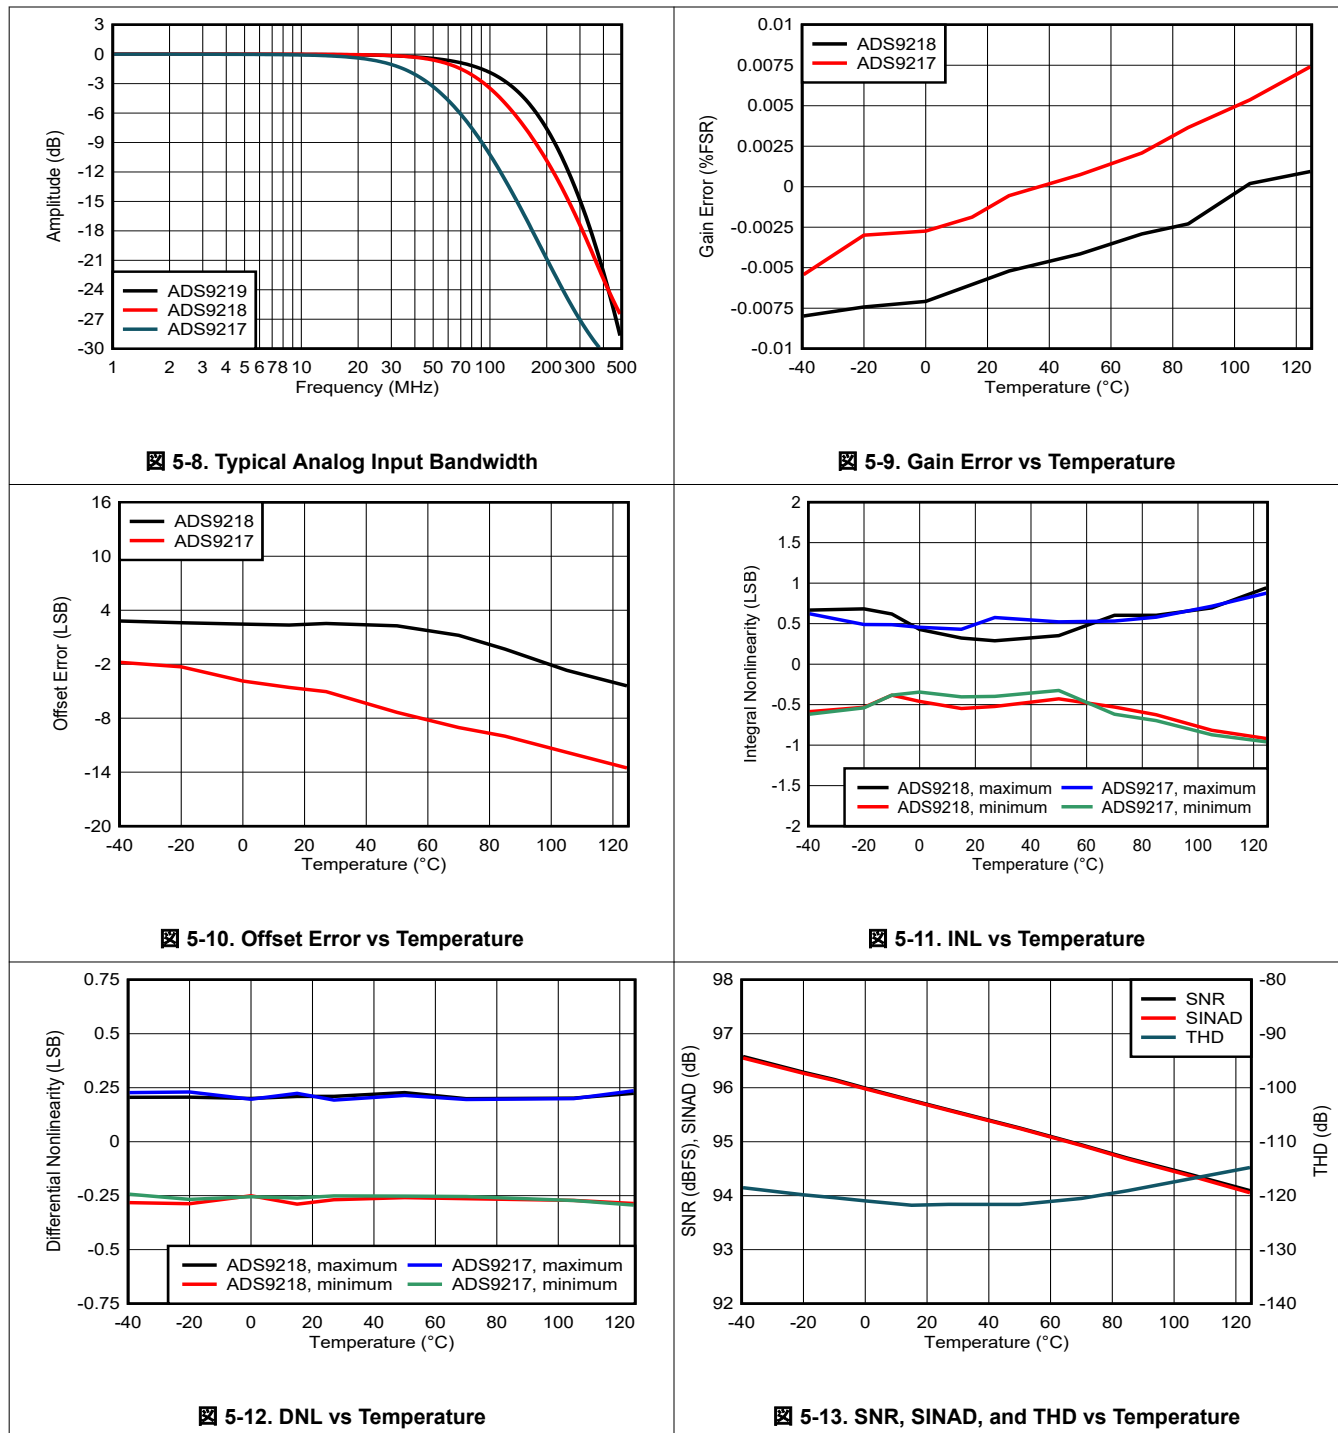 3
0
-3
-6
-9
-12
-15
-18
-21
-24
-27
-30
Amplitude (dB)
ADS9219
ADS9218
ADS9217
1 2 3 4 5 6 7 8 10 20 30 50 70 100 200 300 500
Frequency (MHz)
図 5-8. Typical Analog Input Bandwidth
0.01
0.0075
0.005
0.0025
0
-0.0025
-0.005
-0.0075
-0.01
Gain Error (%FSR)
ADS9218
ADS9217
-40 -20 0 20 40 60 80 100 120
Temperature (°C)
図 5-9. Gain Error vs Temperature
16
10
4
-2
-8
-14
-20
Offset Error (LSB)
ADS9218
ADS9217
-40 -20 0 20 40 60 80 100 120
Temperature (°C)
図 5-10. Offset Error vs Temperature
2
1.5
1
0.5
0
-0.5
-1
-1.5
-2
Integral Nonlinearity (LSB)
ADS9218, maximum ADS9217, maximum
ADS9218, minimum ADS9217, minimum
-40 -20 0 20 40 60 80 100 120
Temperature (°C)
図 5-11. INL vs Temperature
0.75
0.5
0.25
0
-0.25
-0.5
-0.75
Differential Nonlinearity (LSB)
ADS9218, maximum ADS9217, maximum
ADS9218, minimum ADS9217, minimum
-40 -20 0 20 40 60 80 100 120
Temperature (°C)
図 5-12. DNL vs Temperature
98
97
96
95
94
93
92
SNR (dBFS), SINAD (dB)
SNR
SINAD
THD
-80
-90
-100
-110
-120
-130
-140
THD (dB)
-40 -20 0 20 40 60 80 100 120
Temperature (°C)
図 5-13. SNR, SINAD, and THD vs Temperature